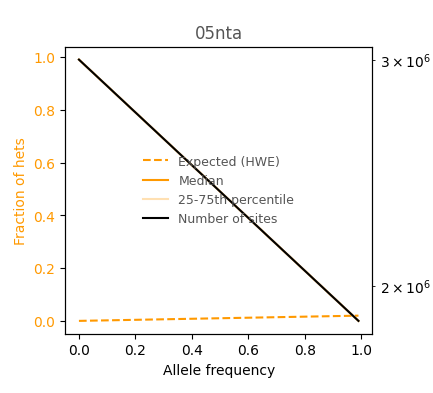 05nta
1.0
0.8
0.6
0.4
0.2
0.0
Fraction of hets
3 × 10⁶
2 × 10⁶
Expected (HWE)
Median
25-75th percentile
Number of sites
0.0 0.2 0.4 0.6 0.8 1.0
Allele frequency